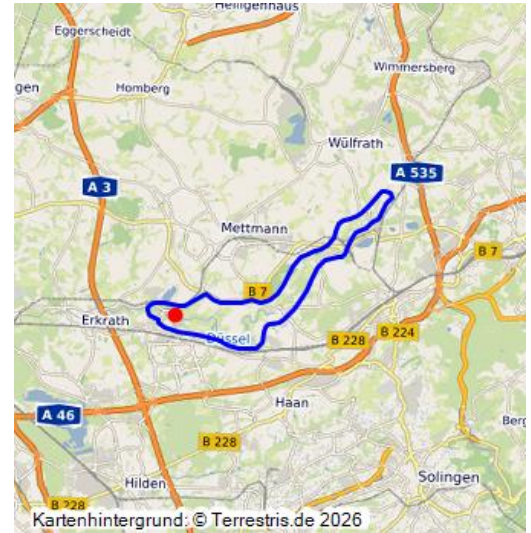 Heiligenhaus
Eggerscheidt
Wimmersberg
gen
Homberg
Wülfrath
A 535
A 3
Mettmann
B 7
B 7
Erkrath
Düssel
B 228
B 224
Haan
A 46
B 228
Berg
Solingen
Hilden
B 228
Kartenhintergrund: © Terrestris.de 2026